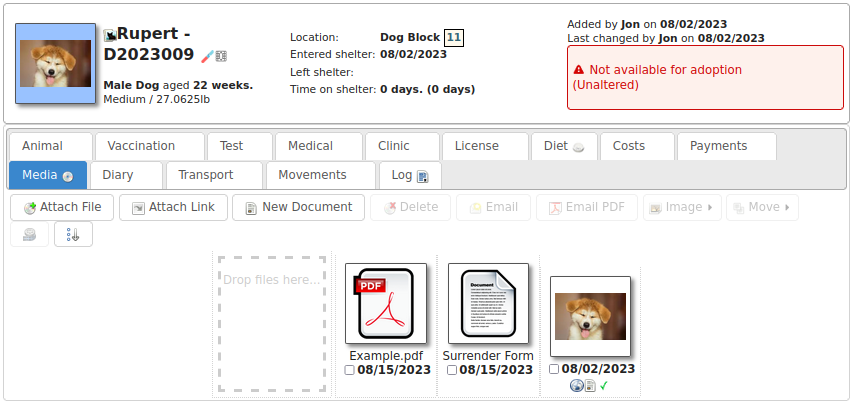 Rupert -
D2023009
Male Dog aged 22 weeks.
Medium / 27.0625lb
Location: Dog Block 11
Entered shelter: 08/02/2023
Left shelter:
Time on shelter: 0 days. (0 days)
Added by Jon on 08/02/2023
Last changed by Jon on 08/02/2023
Not available for adoption
(Unaltered)
Animal Vaccination Test Medical Clinic License Diet Costs Payments
Media Diary Transport Movements Log
Attach File Attach Link New Document Delete Email Email PDF Image Move
Drop files here...
PDF
Document
Example.pdf
08/15/2023
Surrender Form
08/15/2023
08/02/2023